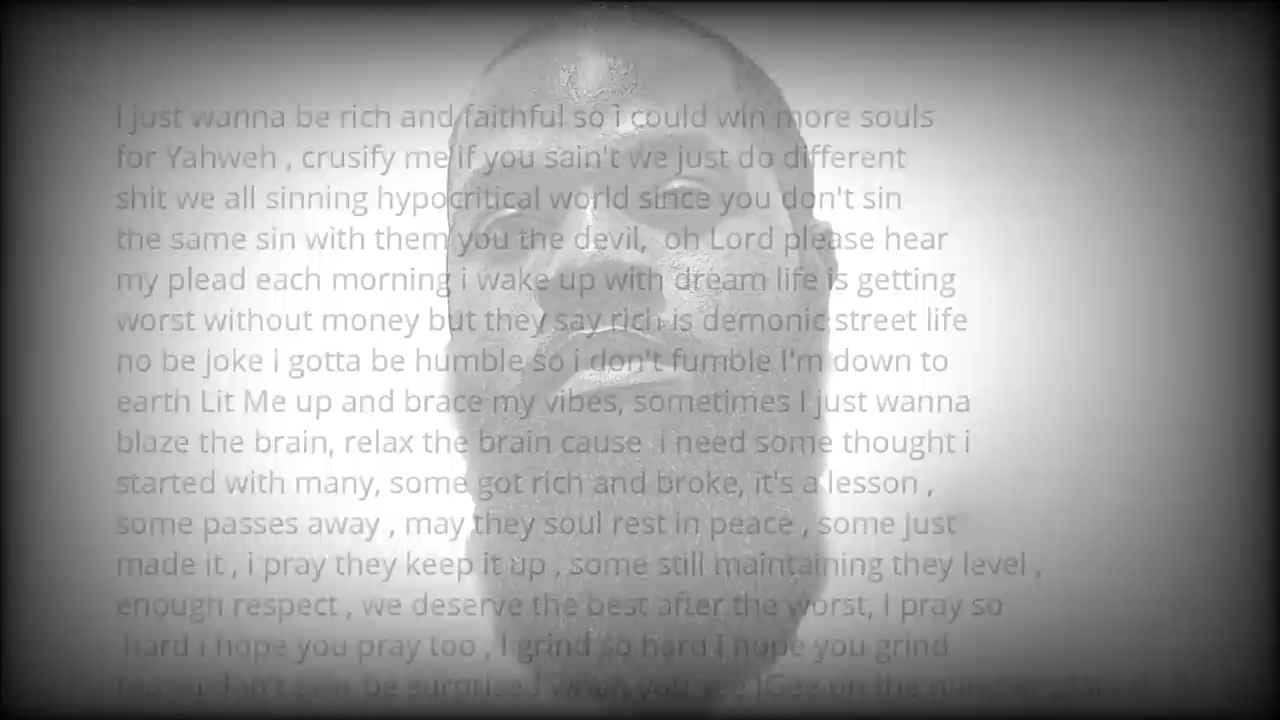 I just wanna be rich and faithful so i could win more souls
for Yahweh , crusify me if you sain't we just do different
shit we all sinning hypocritical world since you don't sin
the same sin with them you the devil, oh Lord please hear
my plead each morning i wake up with dream life is getting
worst without money but they say rich is demonic street life
no be joke i gotta be humble so i don't fumble I'm down to
earth Lit Me up and brace my vibes, sometimes I just wanna
blaze the brain, relax the brain cause i need some thought i
started with many, some got rich and broke, it's a lesson ,
some passes away , may they soul rest in peace , some just
made it , i pray they keep it up , some still maintaining they level ,
enough respect , we deserve the best after the worst, I pray so
hard i hope you pray too , I grind so hard I hope you grind
be surprised when you see IGee on the